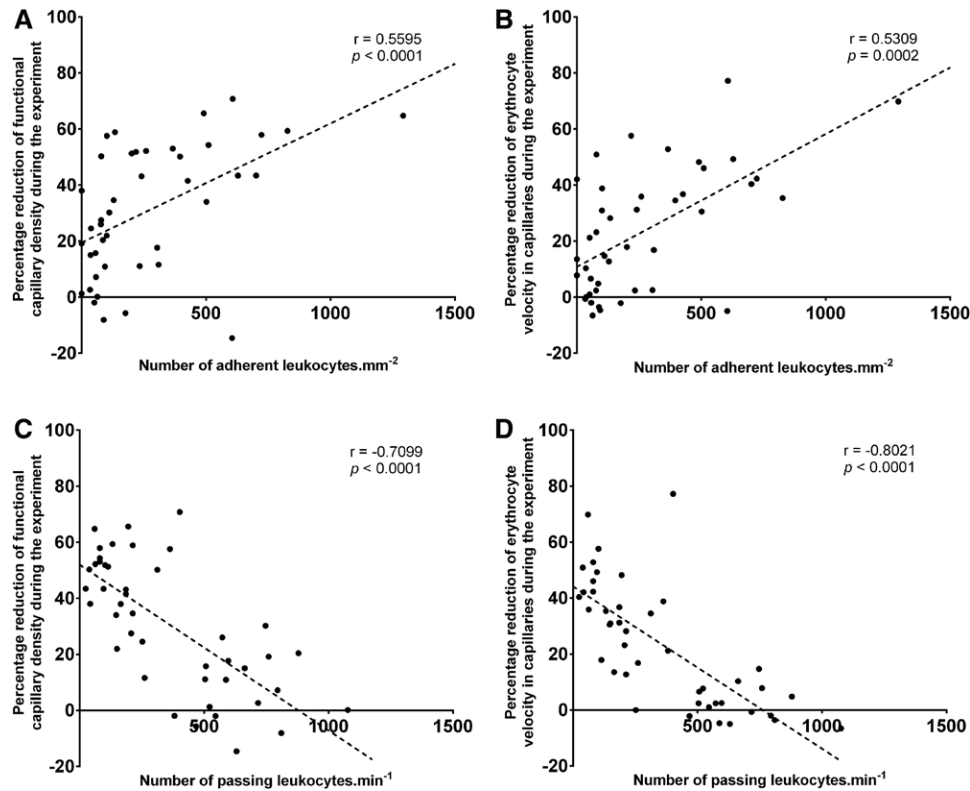 A
Percentage reduction of functional
capillary density during the experiment
100
80
60
40
20
0
-20
500
1000
1500
r = 0.5595
p < 0.0001
Number of adherent leukocytes.mm-2
B
Percentage reduction of erythrocyte
velocity in capillaries during the experiment
100
80
60
40
20
0
-20
500
1000
1500
r = 0.5309
p = 0.0002
Number of adherent leukocytes.mm-2
C
Percentage reduction of functional
capillary density during the experiment
100
80
60
40
20
0
-20
500
1000
1500
r = -0.7099
p < 0.0001
Number of passing leukocytes.min-1
D
Percentage reduction of erythrocyte
velocity in capillaries during the experiment
100
80
60
40
20
0
-20
500
1000
1500
r = -0.8021
p < 0.0001
Number of passing leukocytes.min-1